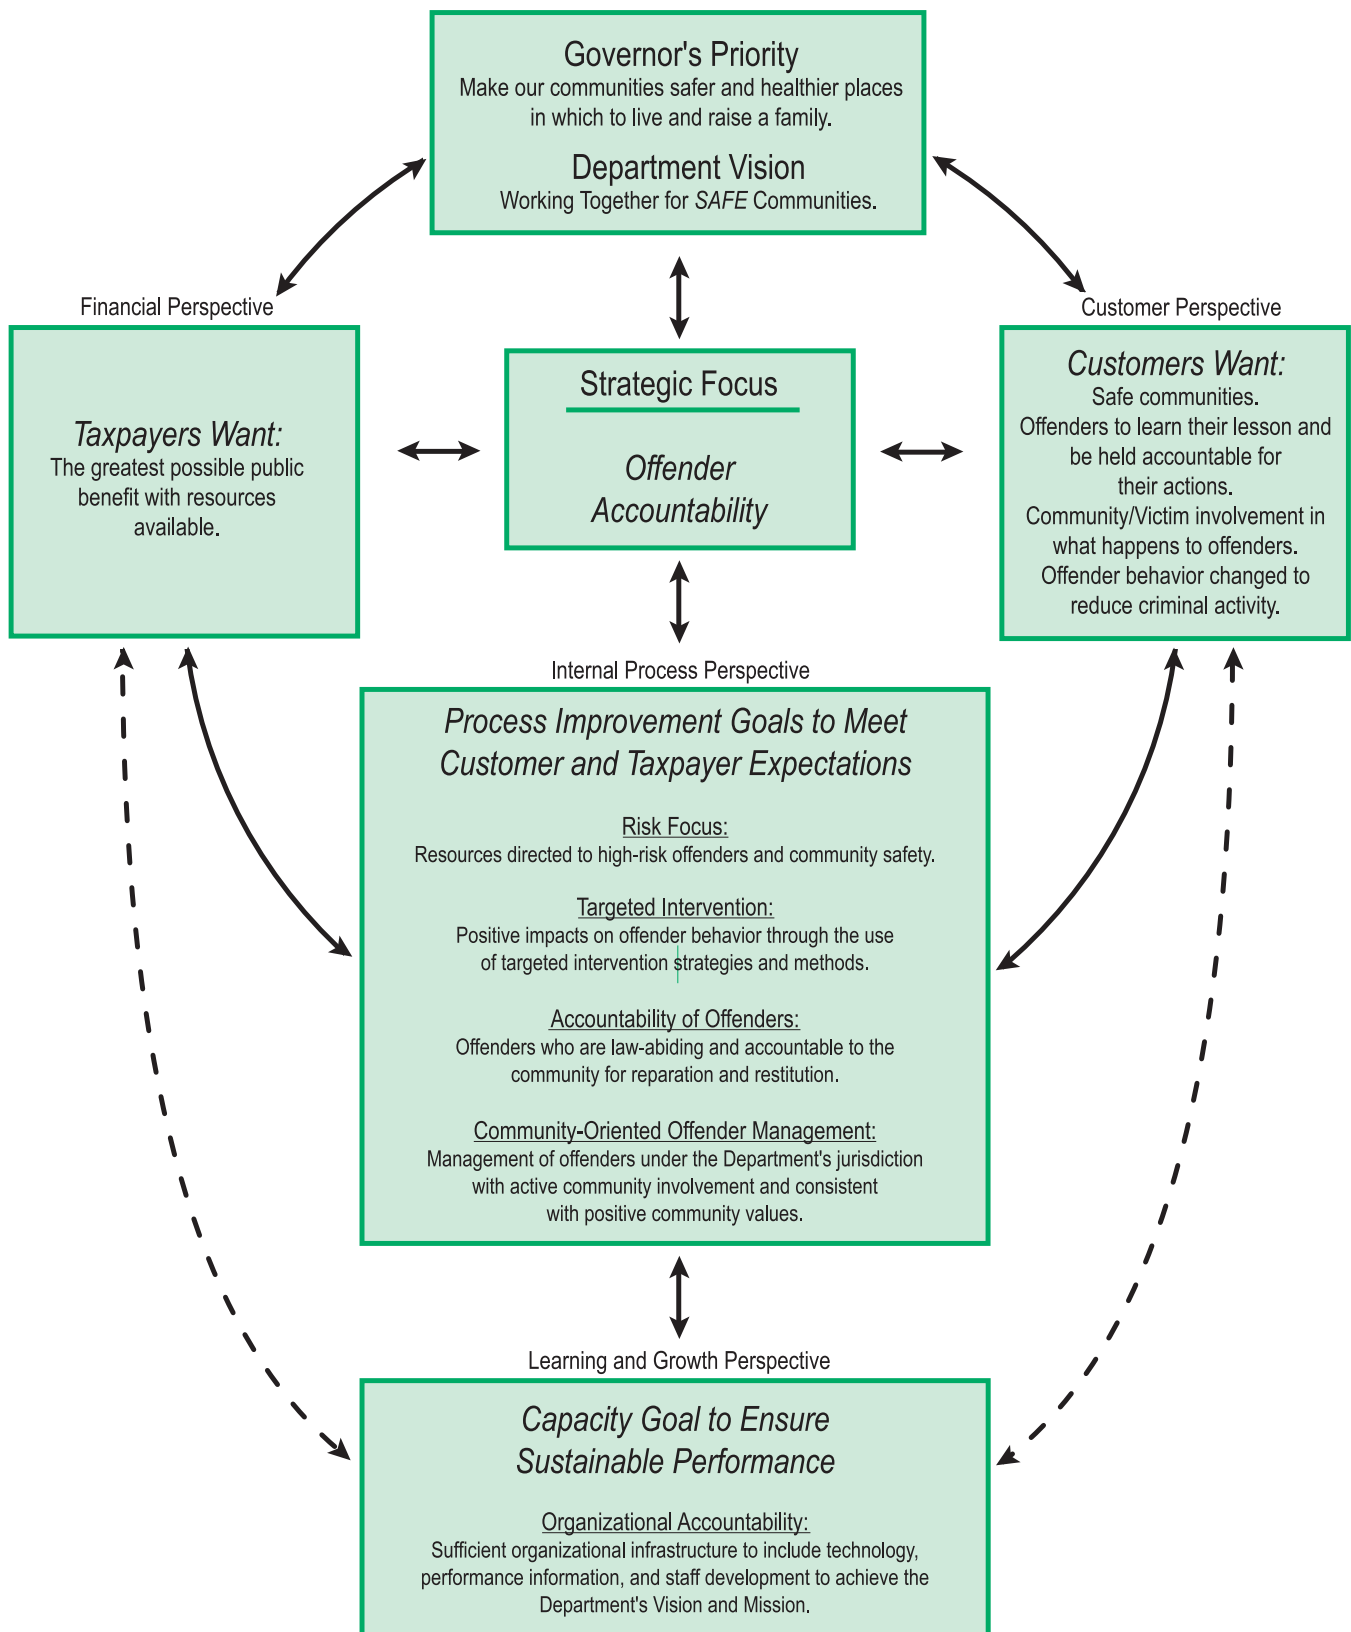 Governor's Priority
Make our communities safer and healthier places
in which to live and raise a family.
Department Vision
Working Together for SAFE Communities.
Financial Perspective
Taxpayers Want:
The greatest possible public
benefit with resources
available.
Strategic Focus
Offender
Accountability
Customer Perspective
Customers Want:
Safe communities.
Offenders to learn their lesson and
be held accountable for
their actions.
Community/Victim involvement in
what happens to offenders.
Offender behavior changed to
reduce criminal activity.
Internal Process Perspective
Process Improvement Goals to Meet
Customer and Taxpayer Expectations
Risk Focus:
Resources directed to high-risk offenders and community safety.
Targeted Intervention:
Positive impacts on offender behavior through the use
of targeted intervention strategies and methods.
Accountability of Offenders:
Offenders who are law-abiding and accountable to the
community for reparation and restitution.
Community-Oriented Offender Management:
Management of offenders under the Department's jurisdiction
with active community involvement and consistent
with positive community values.
Learning and Growth Perspective
Capacity Goal to Ensure
Sustainable Performance
Organizational Accountability:
Sufficient organizational infrastructure to include technology,
performance information, and staff development to achieve the
Department's Vision and Mission.